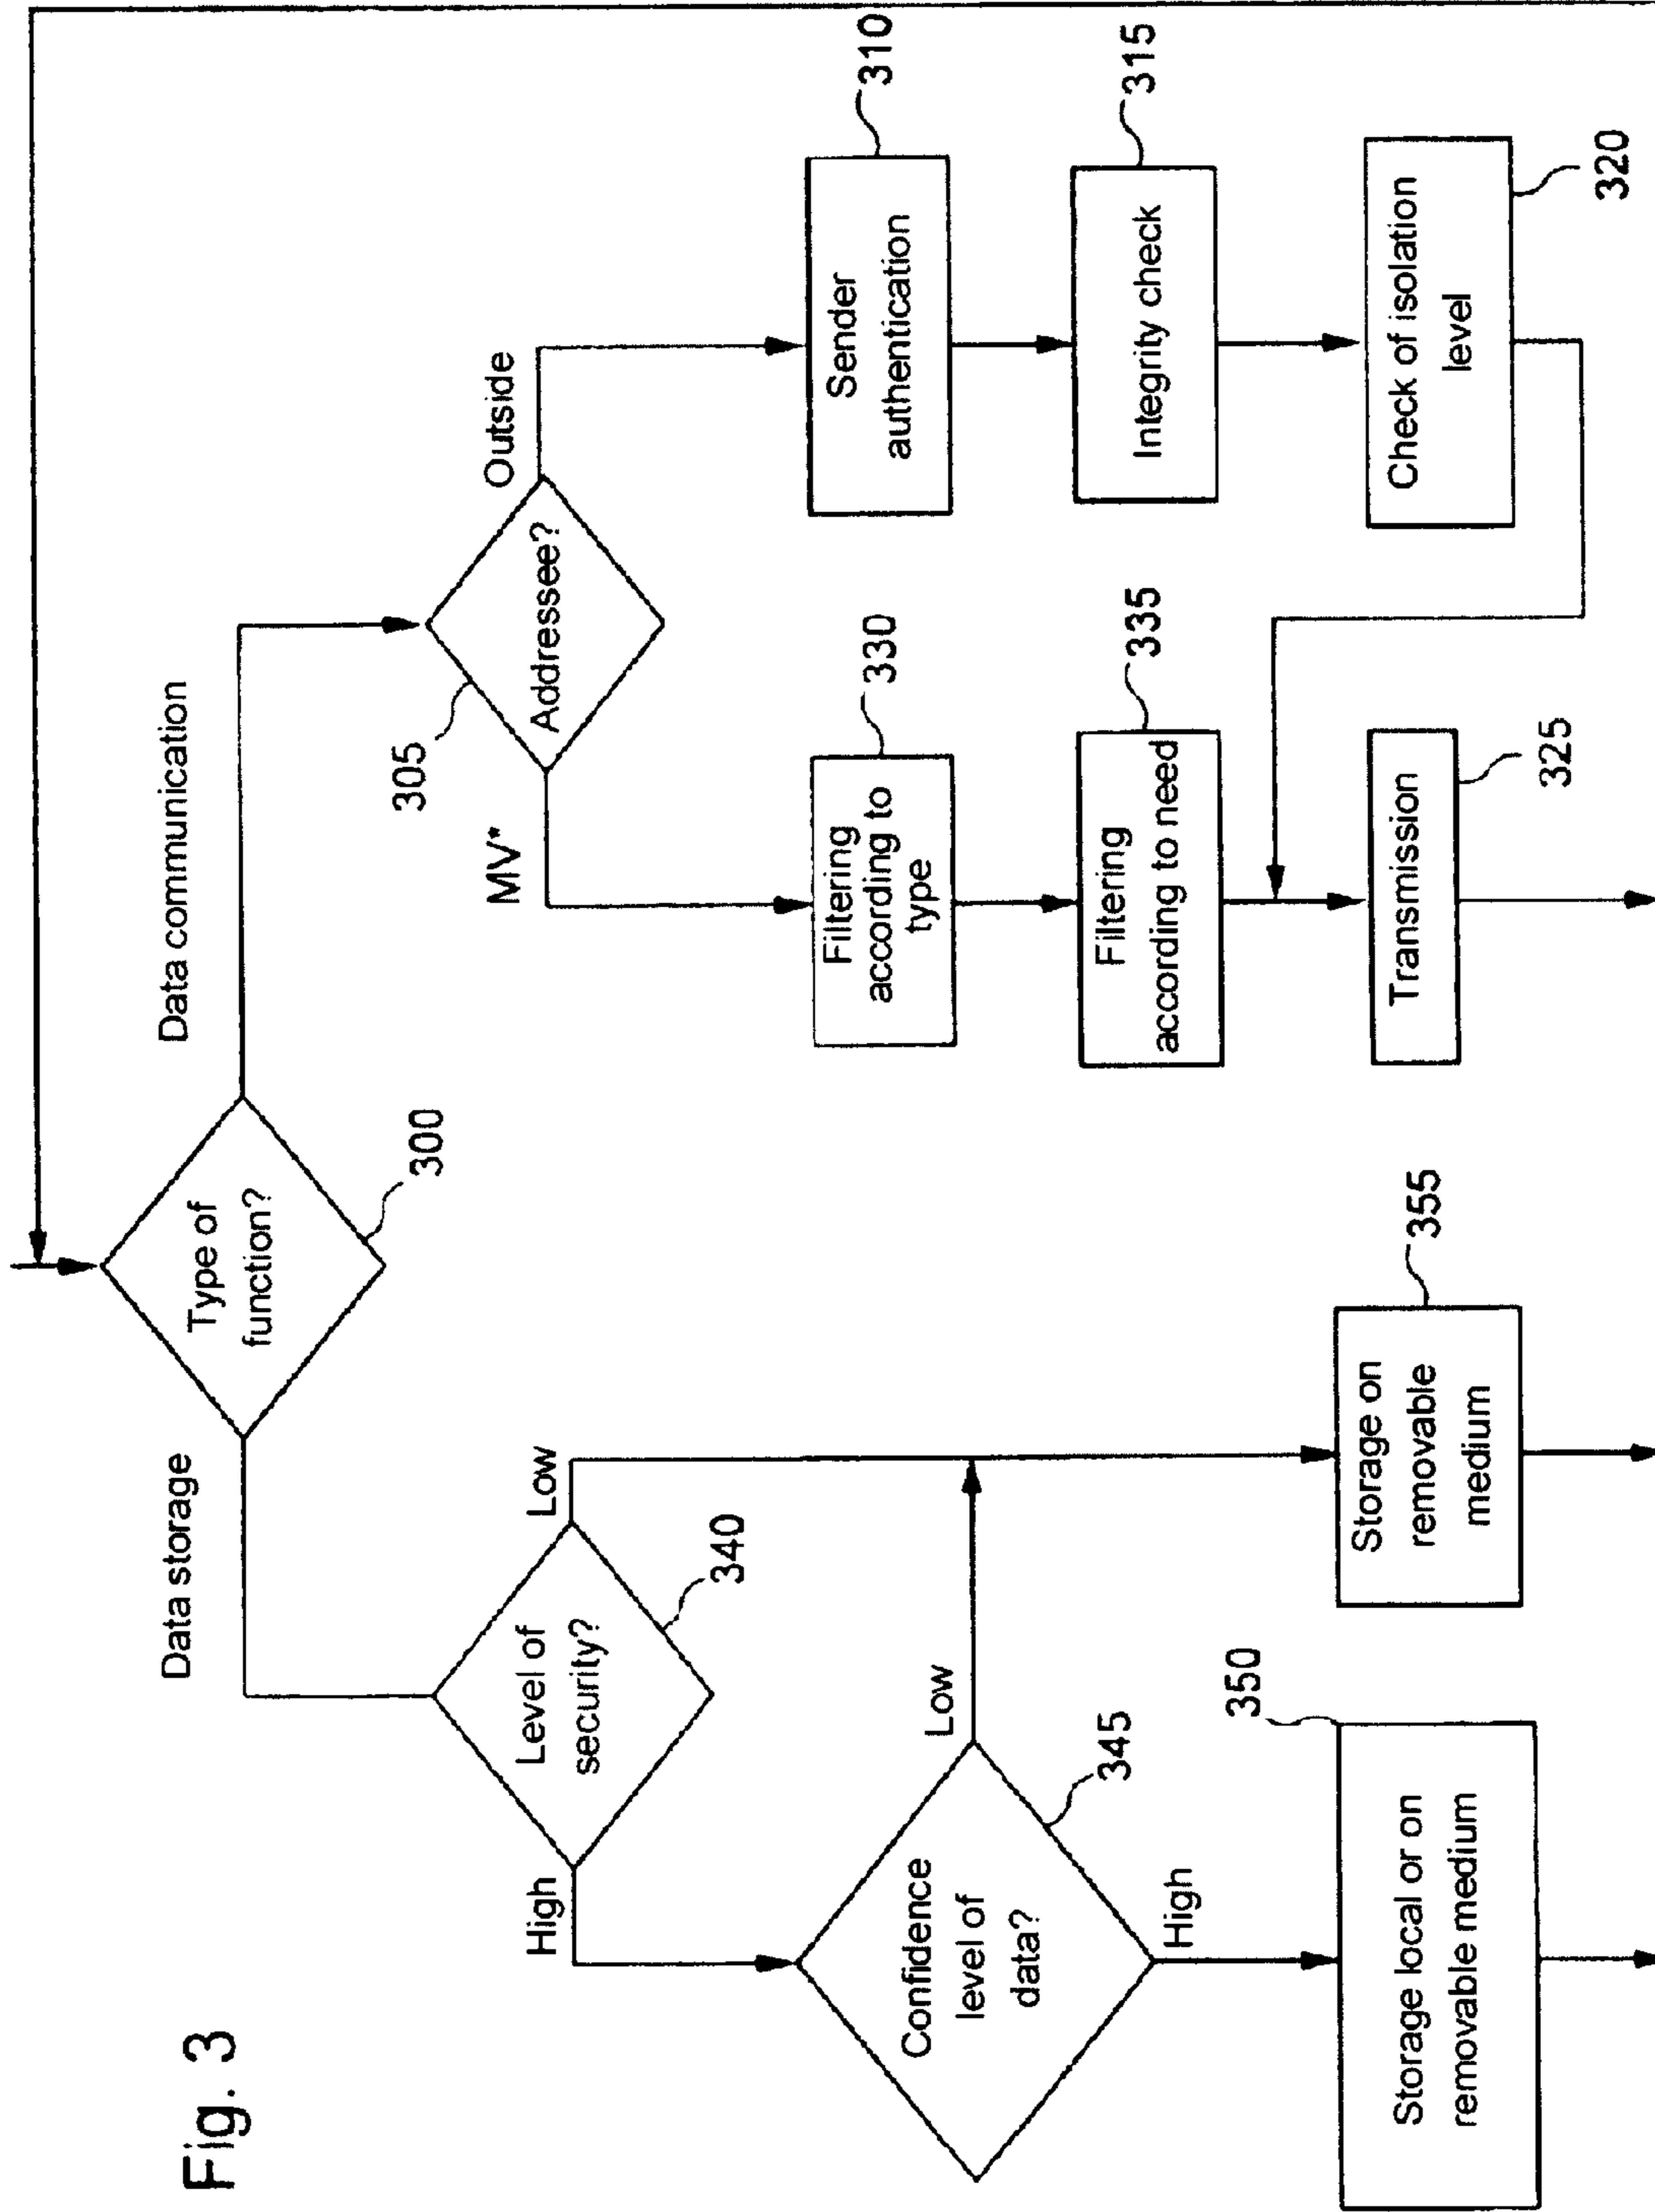 Fig. 3
Type of
function?
300
Data storage
Data communication
Level of
security?
340
High
Low
Confidence
level of
data?
345
Low
High
Storage local or on
removable medium
350
Storage on
removable
medium
355
Addressee?
305
MV*
Outside
Filtering
according to
type
330
Filtering
according to need
335
Transmission
325
Sender
authentication
310
Integrity check
315
Check of isolation
level
320